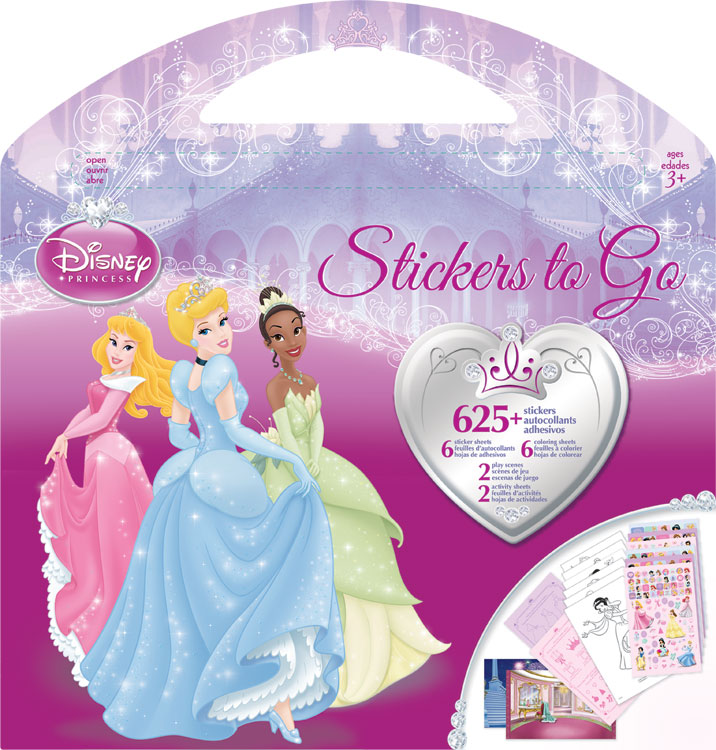 open
ouvrir
abre
ages
edades
3+
Disney
PRINCESS
Stickers to Go
625+ stickers
autocollants
adhesivos
6 sticker sheets
feuilles d'autocollants
hojas de adhesivos
6 coloring sheets
feuilles à colorier
hojas de colorear
2 play scenes
scènes de jeu
escenas de juego
2 activity sheets
feuilles d'activités
hojas de actividades